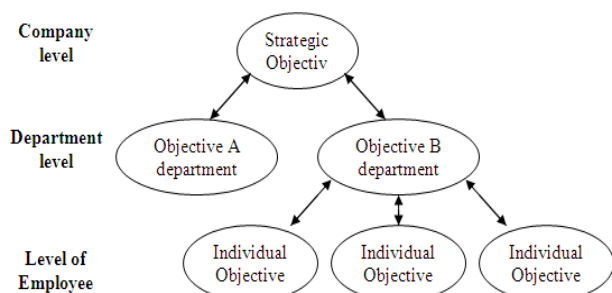 Company
level
Strategic
Objectiv
Department
level
Objective A
department
Objective B
department
Level of
Employee
Individual
Objective
Individual
Objective
Individual
Objective